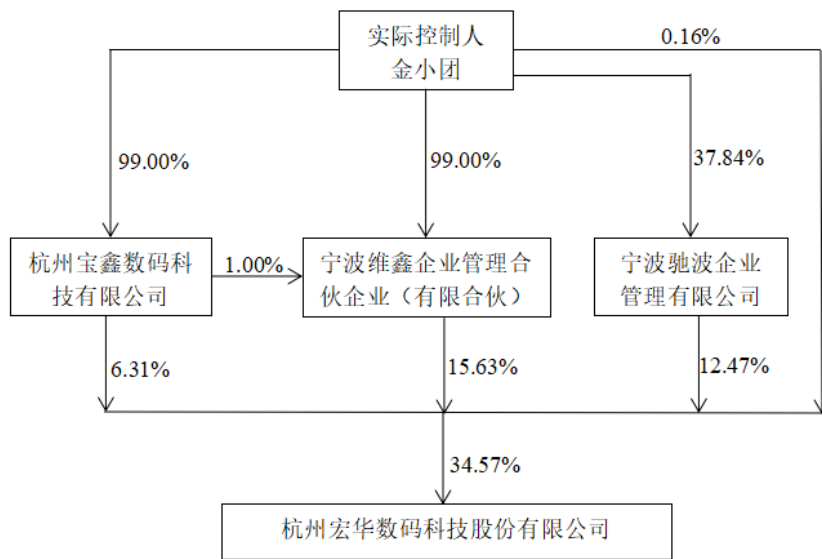 实际控制人
金小团
0.16%
99.00%
99.00%
37.84%
杭州宝鑫数码科
技有限公司
1.00%
宁波维鑫企业管理合
伙企业（有限合伙）
宁波驰波企业
管理有限公司
6.31%
15.63%
12.47%
34.57%
杭州宏华数码科技股份有限公司